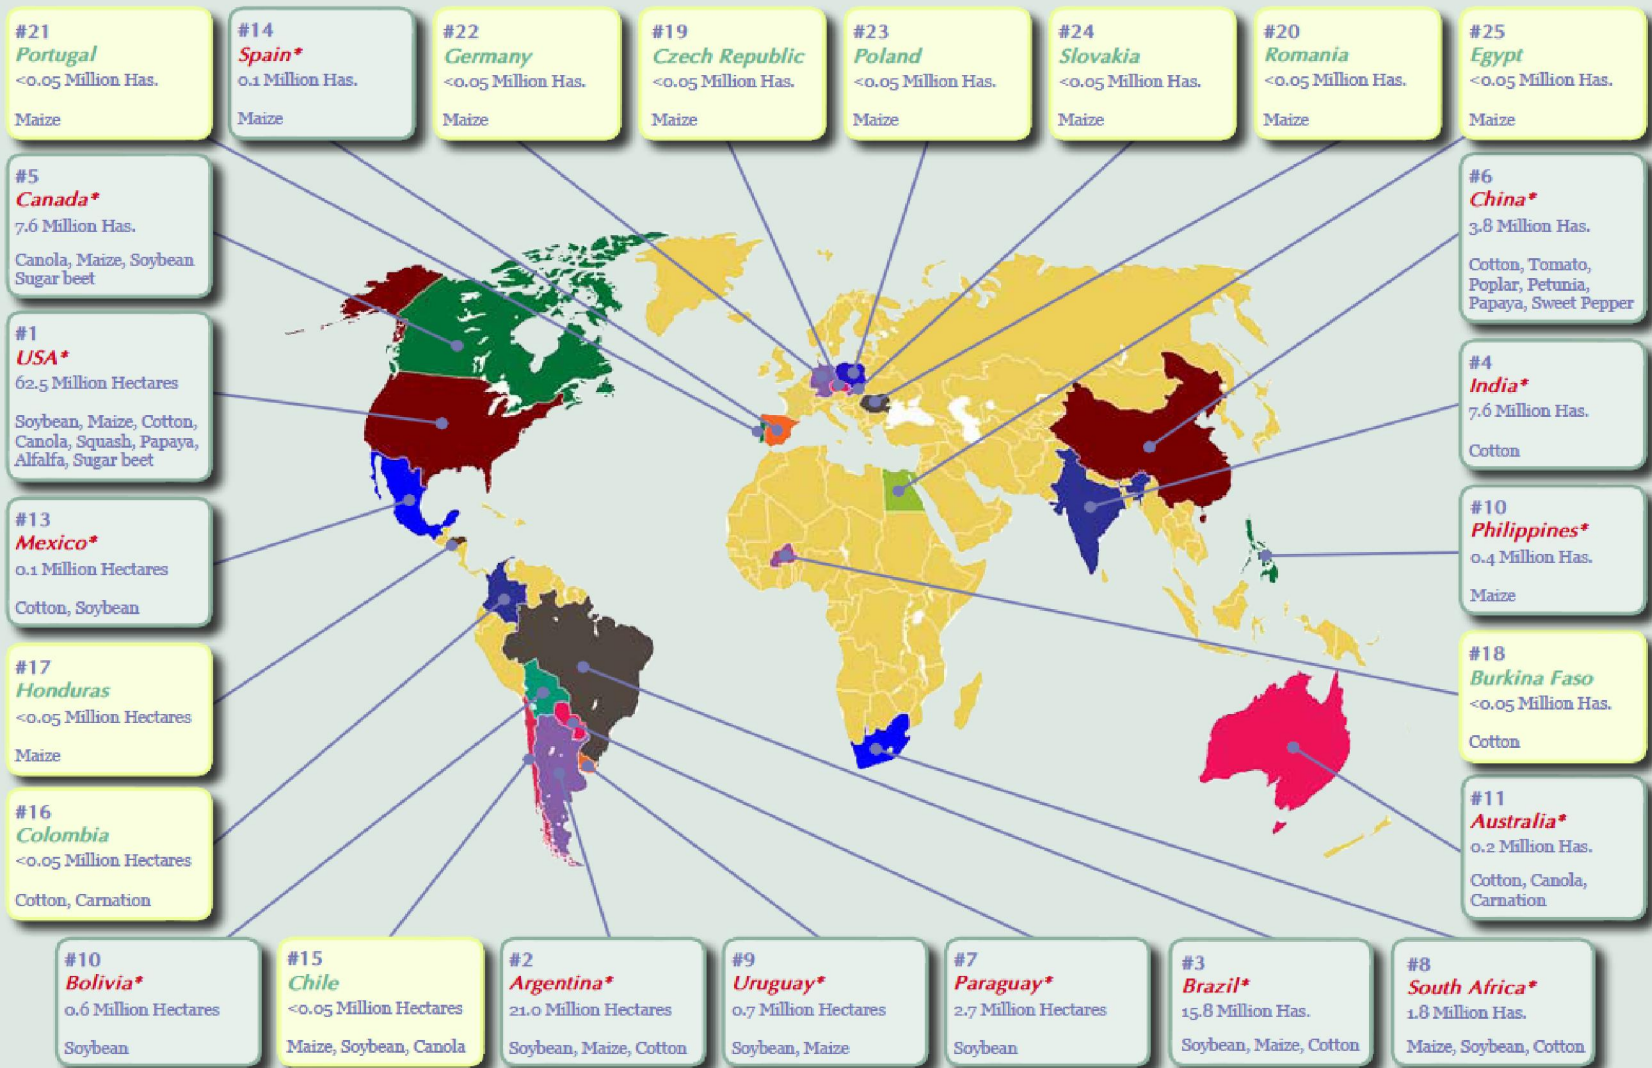 #21
Portugal
<0.05 Million Has.
Maize
#14
Spain*
0.1 Million Has.
Maize
#22
Germany
<0.05 Million Has.
Maize
#19
Czech Republic
<0.05 Million Has.
Maize
#23
Poland
<0.05 Million Has.
Maize
#24
Slovakia
<0.05 Million Has.
Maize
#20
Romania
<0.05 Million Has.
Maize
#25
Egypt
<0.05 Million Has.
Maize
#5
Canada*
7.6 Million Has.
Canola, Maize, Soybean
Sugar beet
#6
China*
3.8 Million Has.
Cotton, Tomato,
Poplar, Petunia,
Papaya, Sweet Pepper
#1
USA*
62.5 Million Hectares
Soybean, Maize, Cotton,
Canola, Squash, Papaya,
Alfalfa, Sugar beet
#4
India*
7.6 Million Has.
Cotton
#13
Mexico*
0.1 Million Hectares
Cotton, Soybean
#10
Philippines*
0.4 Million Has.
Maize
#17
Honduras
<0.05 Million Hectares
Maize
#18
Burkina Faso
<0.05 Million Has.
Cotton
#16
Colombia
<0.05 Million Hectares
Cotton, Carnation
#11
Australia*
0.2 Million Has.
Cotton, Canola,
Carnation
#10
Bolivia*
0.6 Million Hectares
Soybean
#15
Chile
<0.05 Million Hectares
Maize, Soybean, Canola
#2
Argentina*
21.0 Million Hectares
Soybean, Maize, Cotton
#9
Uruguay*
0.7 Million Hectares
Soybean, Maize
#7
Paraguay*
2.7 Million Hectares
Soybean
#3
Brazil*
15.8 Million Has.
Soybean, Maize, Cotton
#8
South Africa*
1.8 Million Has.
Maize, Soybean, Cotton